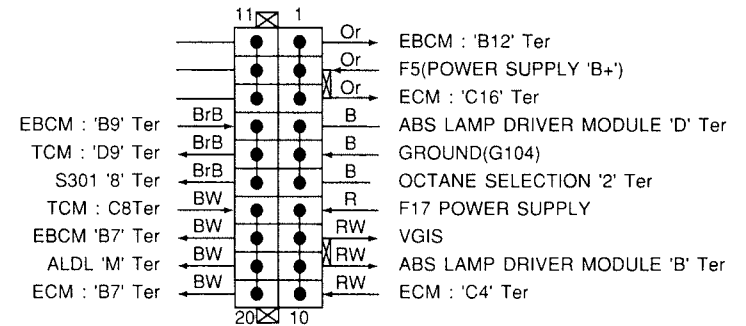 11 1
Or EBCM : 'B12' Ter
Or F5(POWER SUPPLY 'B+')
Or ECM : 'C16' Ter
EBCM : 'B9' Ter BrB B ABS LAMP DRIVER MODULE 'D' Ter
TCM : 'D9' Ter BrB B GROUND(G104)
S301 '8' Ter BrB B OCTANE SELECTION '2' Ter
TCM : C8Ter BW R F17 POWER SUPPLY
EBCM 'B7' Ter BW RW VGIS
ALDL 'M' Ter BW RW ABS LAMP DRIVER MODULE 'B' Ter
ECM : 'B7' Ter BW RW ECM : 'C4' Ter
20 10